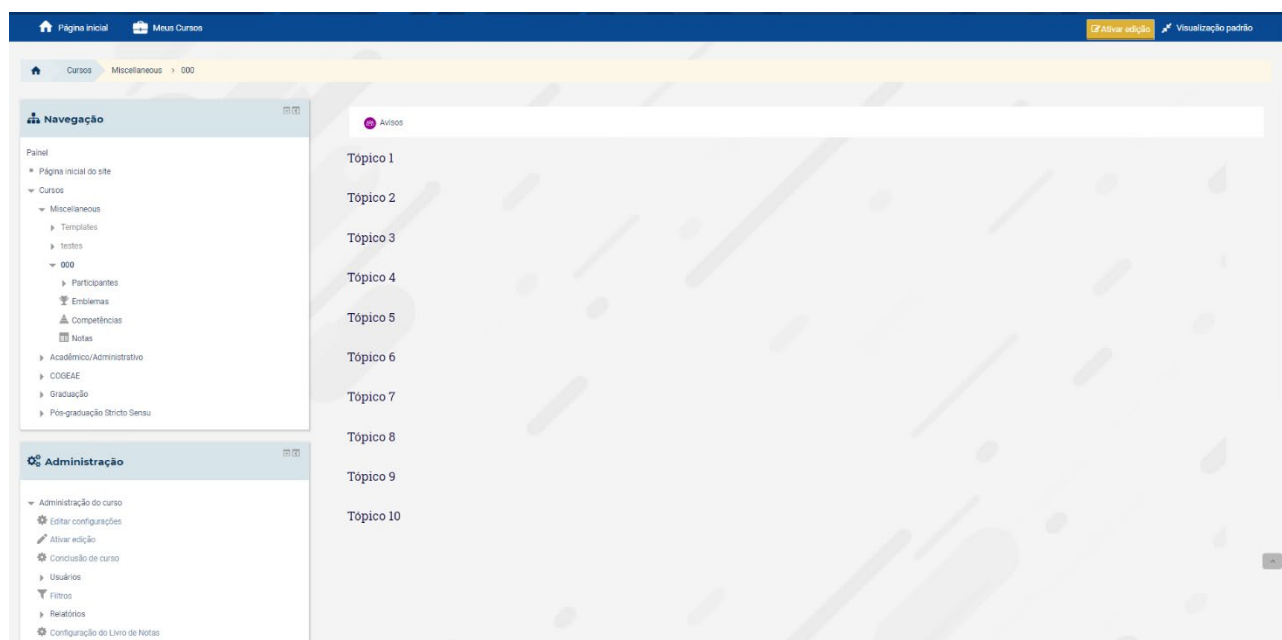 Página inicial
Meus Cursos
Ativar edição
Visualização padrão
Cursos
Miscellaneous > 000
Navegação
Painel
Página inicial do site
Cursos
Miscellaneous
Templates
testes
000
Participantes
Emblemas
Competências
Notas
Acadêmico/Administrativo
COGEAE
Graduação
Pós-graduação Stricto Sensu
Administração
Administração do curso
Editar configurações
Ativar edição
Conclusão de curso
Usuários
Filtros
Relatórios
Configuração do Livro de Notas
Avisos
Tópico 1
Tópico 2
Tópico 3
Tópico 4
Tópico 5
Tópico 6
Tópico 7
Tópico 8
Tópico 9
Tópico 10